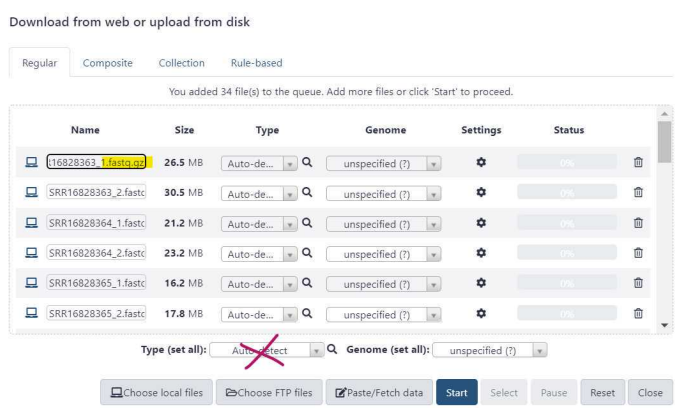 Download from web or upload from disk
Regular Composite Collection Rule-based
You added 34 file(s) to the queue. Add more files or click 'Start' to proceed.
Name Size Type Genome Settings Status
16828363_1.fastq.gz 26.5 MB Auto-de... unspecified (?) 0%
SRR16828363_2.fastc 30.5 MB Auto-de... unspecified (?) 0%
SRR16828364_1.fastc 21.2 MB Auto-de... unspecified (?) 0%
SRR16828364_2.fastc 23.2 MB Auto-de... unspecified (?) 0%
SRR16828365_1.fastc 16.2 MB Auto-de... unspecified (?) 0%
SRR16828365_2.fastc 17.8 MB Auto-de... unspecified (?) 0%
Type (set all): Auto-detect Genome (set all): unspecified (?)
Choose local files Choose FTP files Paste/Fetch data Start Select Pause Reset Close